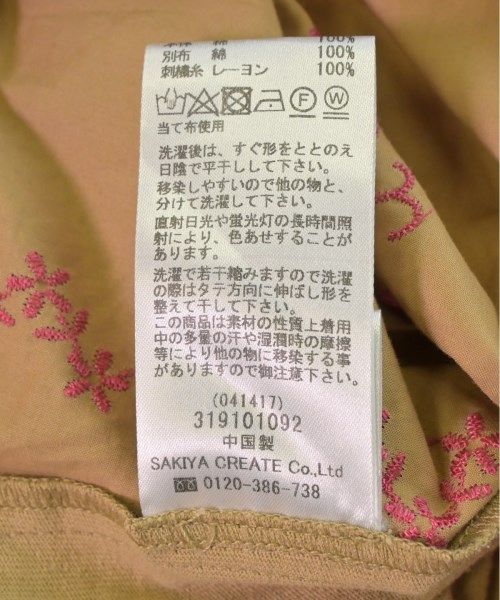 本体 綿 100%
別布 綿 100%
刺繍糸 レーヨン 100%
F W
当て布使用
洗濯後は、すぐ形をととのえ
日陰で平干しして下さい。
移染しやすいので他の物と、
分けて洗濯して下さい。
直射日光や蛍光灯の長時間照
射により、色あせすることが
あります。
洗濯で若干縮みますので洗濯
の際はタテ方向に伸ばし形を
整えて干して下さい。
この商品は素材の性質上着用
中の多量の汗や湿潤時の摩擦
等により他の物に移染する事
がありますので御注意下さい。
(041417)
319101092
中国製
SAKIYA CREATE Co.,Ltd
0120-386-738